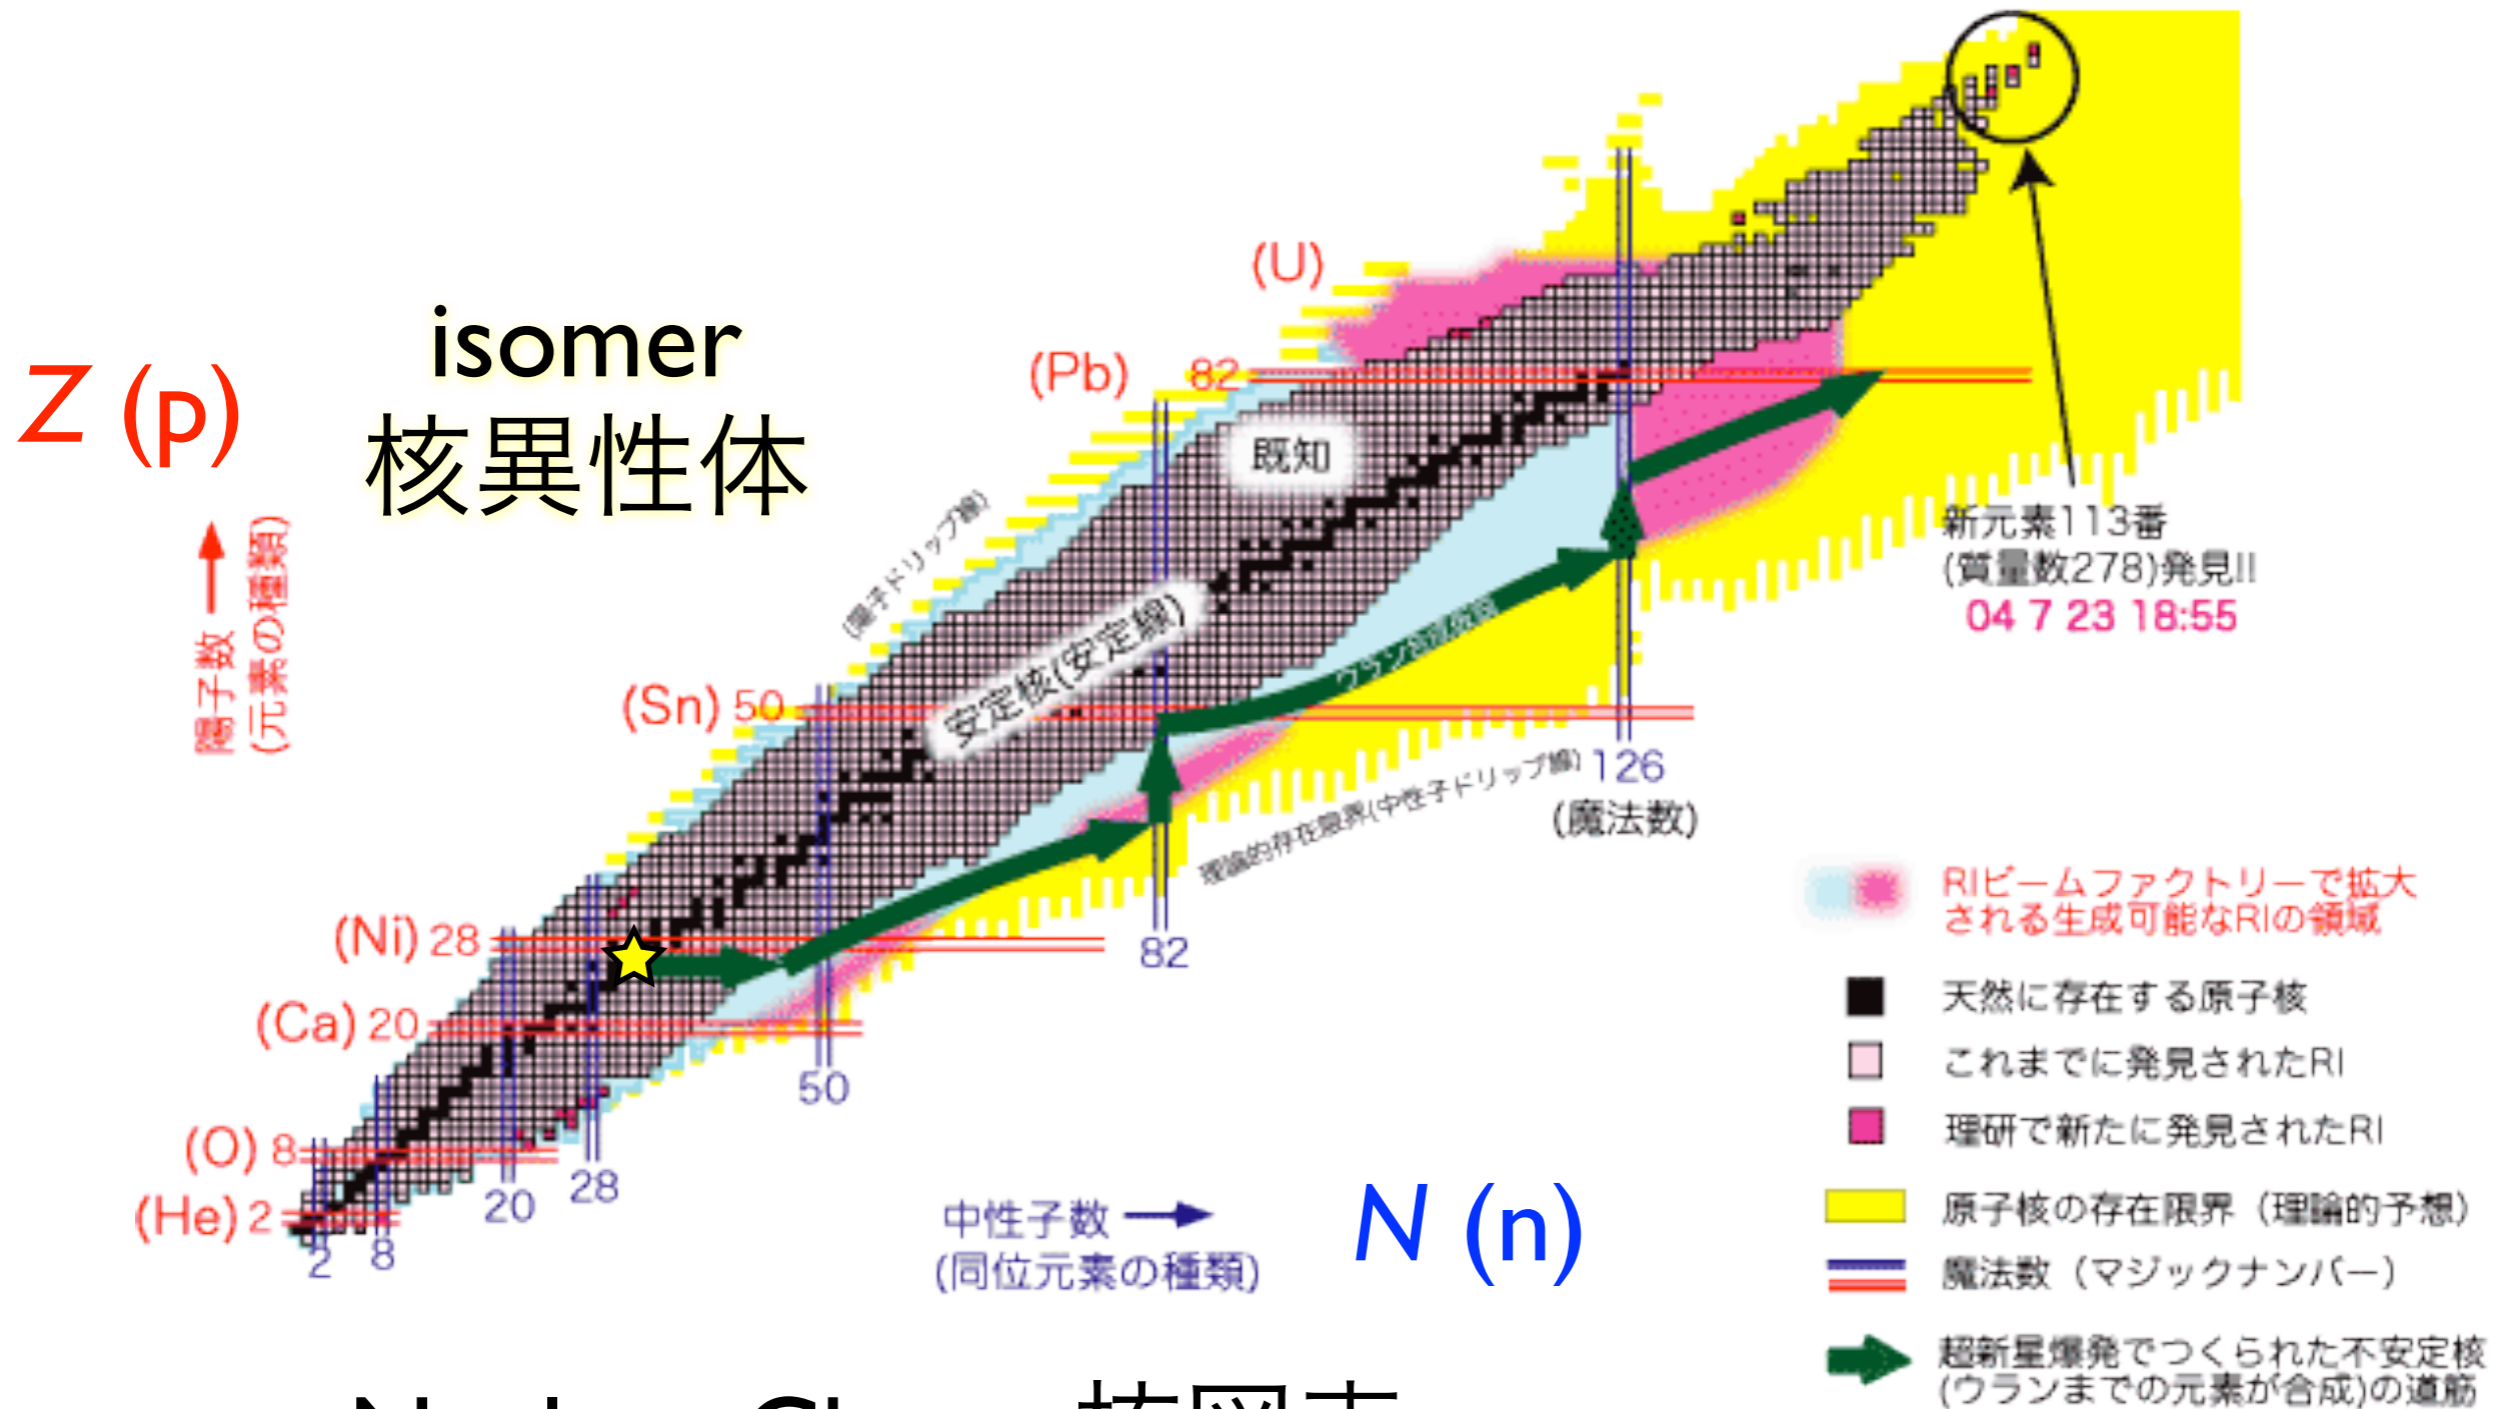 (U)
isomer
核異性体
Z (p)
(Pb) 82
既知
(陽子ドリップ線)
陽子数
(元素の種類)
新元素113番
(質量数278)発見!!
04 7 23 18:55
安定核(安定線)
ウラン合成仮説
(Sn) 50
理論的存在限界(中性子ドリップ線)
126
(魔法数)
82
RIビームファクトリーで拡大
される生成可能なRIの領域
(Ni) 28
(Ca) 20
50
天然に存在する原子核
これまでに発見されたRI
理研で新たに発見されたRI
(O) 8
20
28
(He) 2
2
8
中性子数
(同位元素の種類)
N (n)
原子核の存在限界（理論的予想）
魔法数（マジックナンバー）
超新星爆発でつくられた不安定核
(ウランまでの元素が合成)の道筋
核図表